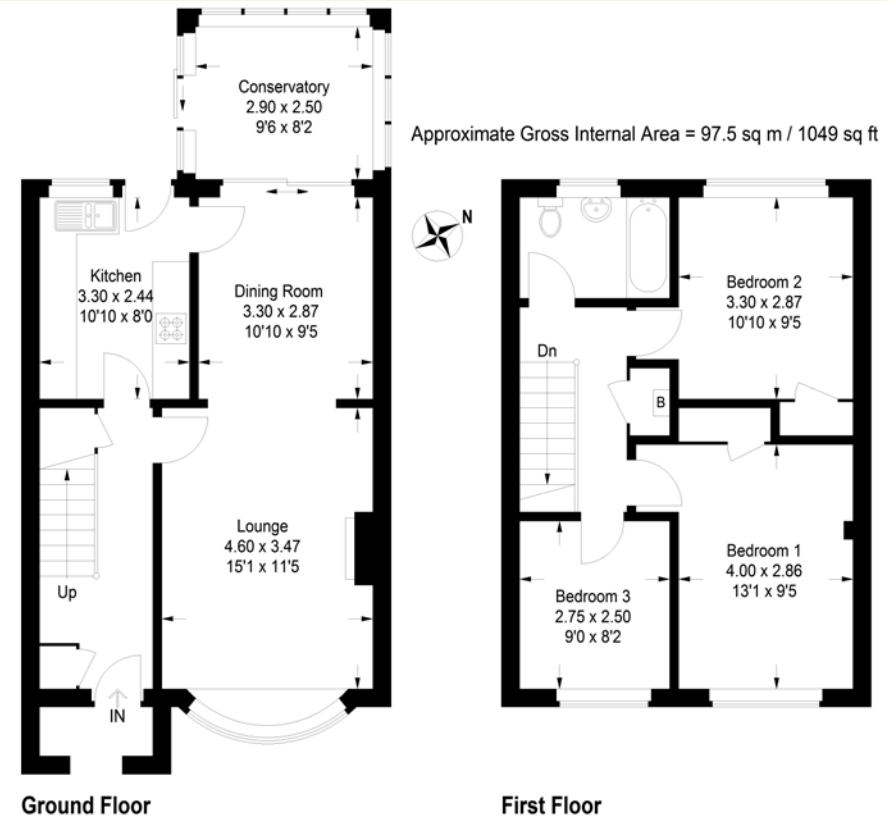 Conservatory
2.90 x 2.50
9'6 x 8'2
Approximate Gross Internal Area = 97.5 sq m / 1049 sq ft
N
Kitchen
3.30 x 2.44
10'10 x 8'0
Dining Room
3.30 x 2.87
10'10 x 9'5
Lounge
4.60 x 3.47
15'1 x 11'5
Up
IN
Ground Floor
Bedroom 2
3.30 x 2.87
10'10 x 9'5
Dn
B
Bedroom 1
4.00 x 2.86
13'1 x 9'5
Bedroom 3
2.75 x 2.50
9'0 x 8'2
First Floor